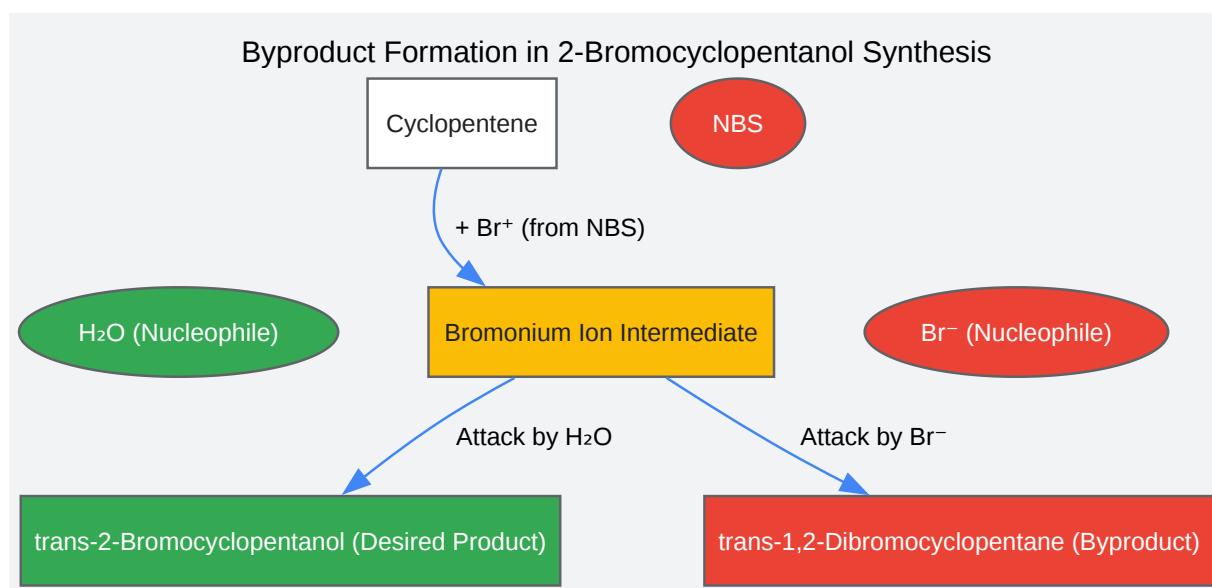 Byproduct Formation in 2-Bromocyclopentanol Synthesis
Cyclopentene
NBS
+ Br⁺ (from NBS)
H₂O (Nucleophile)
Bromonium Ion Intermediate
Br⁻ (Nucleophile)
Attack by H₂O
Attack by Br⁻
trans-2-Bromocyclopentanol (Desired Product)
trans-1,2-Dibromocyclopentane (Byproduct)